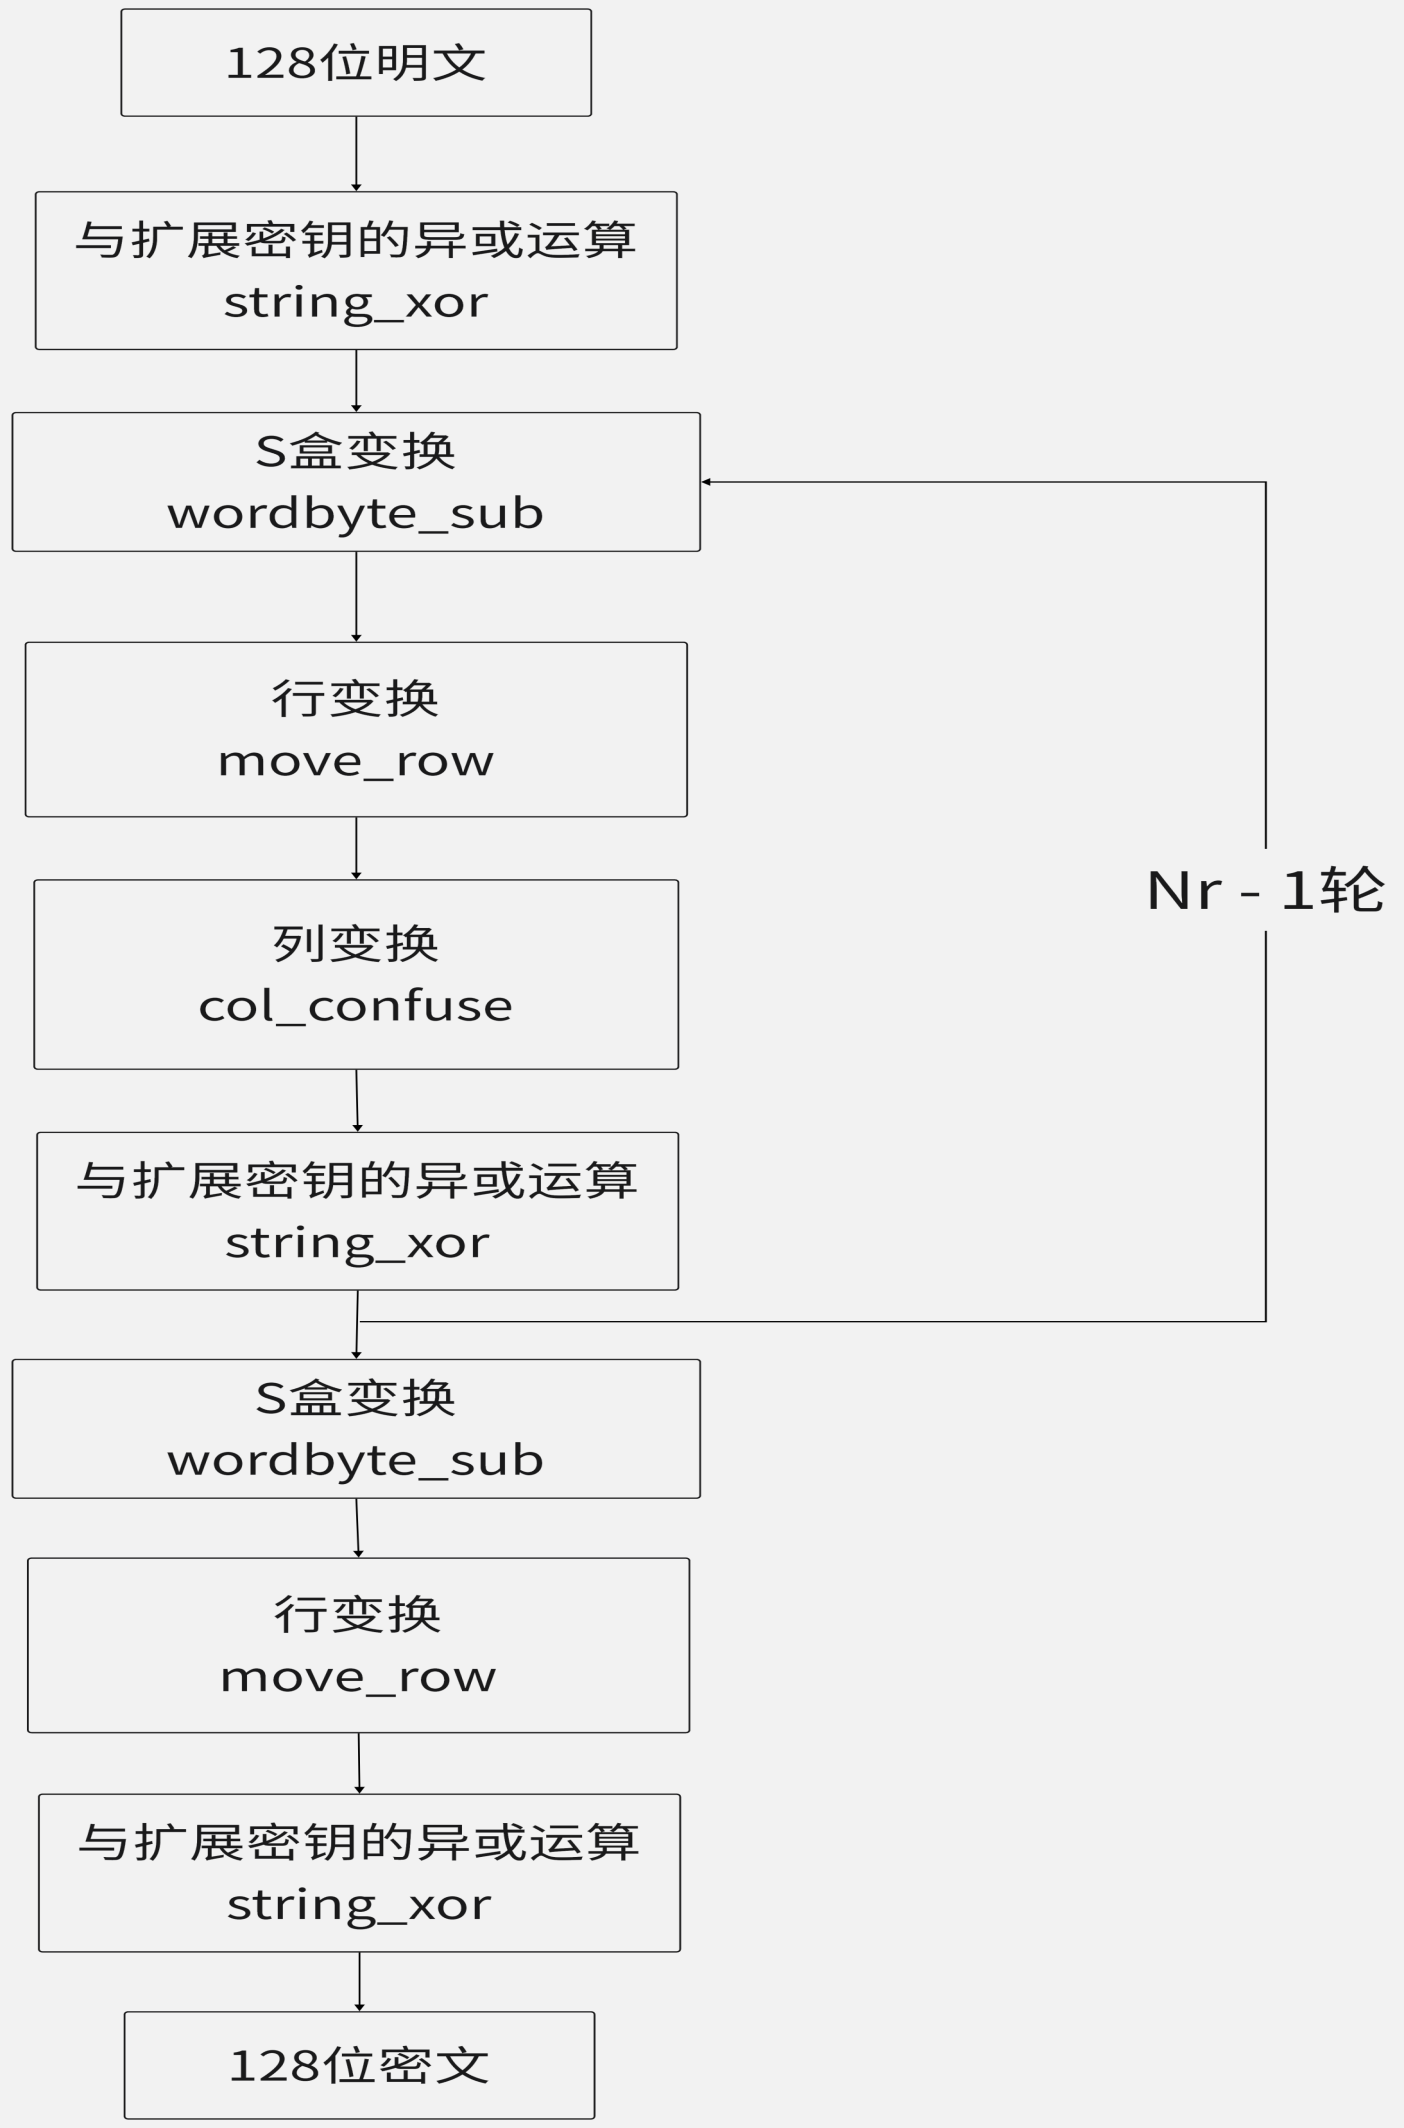 128位明文
与扩展密钥的异或运算
string_xor
S盒变换
wordbyte_sub
行变换
move_row
Nr - 1轮
列变换
col_confuse
与扩展密钥的异或运算
string_xor
S盒变换
wordbyte_sub
行变换
move_row
与扩展密钥的异或运算
string_xor
128位密文